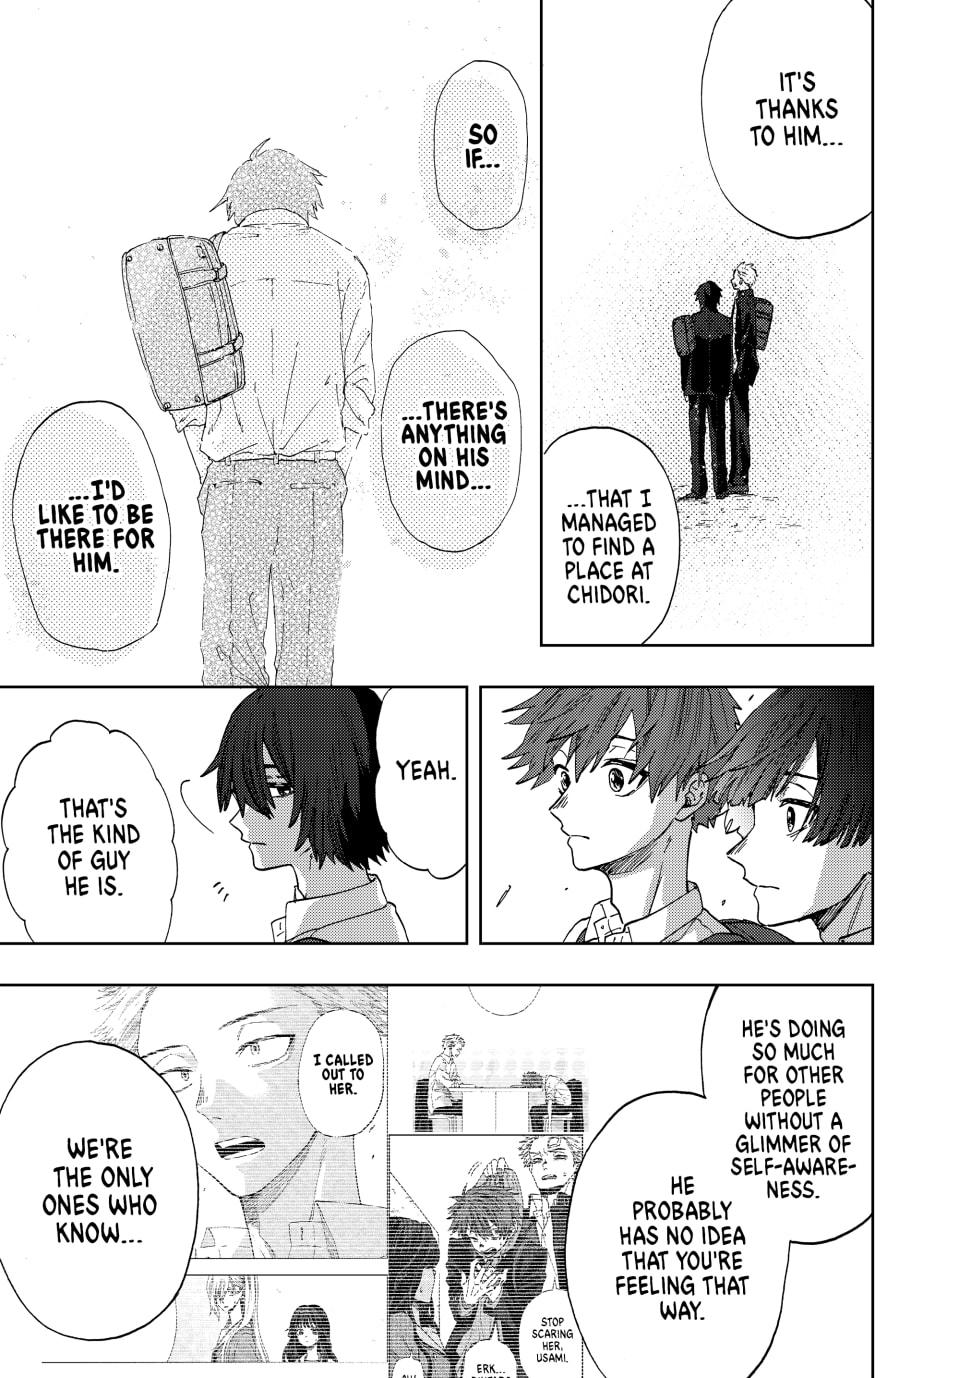 IT'S
THANKS
TO HIM...
...THAT I
MANAGED
TO FIND A
PLACE AT
CHIDORI.
SO
IF...
...THERE'S
ANYTHING
ON HIS
MIND...
...I'D
LIKE TO BE
THERE FOR
HIM.
YEAH.
THAT'S
THE KIND
OF GUY
HE IS.
HE'S DOING
SO MUCH
FOR OTHER
PEOPLE
WITHOUT A
GLIMMER OF
SELF-AWARE-
NESS.
HE
PROBABLY
HAS NO IDEA
THAT YOU'RE
FEELING THAT
WAY.
STOP
SCARING
HER,
USAMI.
ERK...
I CALLED
OUT TO
HER.
WE'RE
THE ONLY
ONES WHO
KNOW...